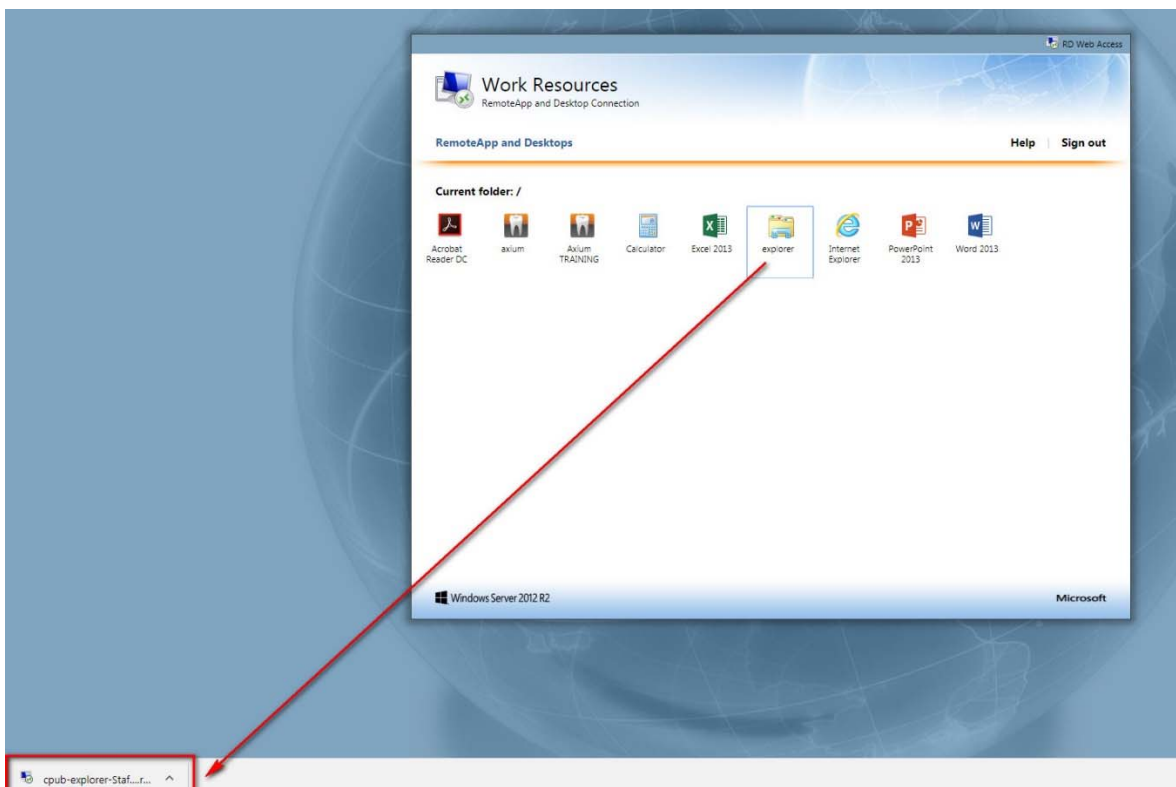 RD Web Access
Work Resources
RemoteApp and Desktop Connection
RemoteApp and Desktops
Help
Sign out
Current folder: /
Acrobat
Reader DC
axium
Axium
TRAINING
Calculator
Excel 2013
explorer
Internet
Explorer
PowerPoint
2013
Word 2013
Windows Server 2012 R2
Microsoft
cpub-explorer-Staf....r...